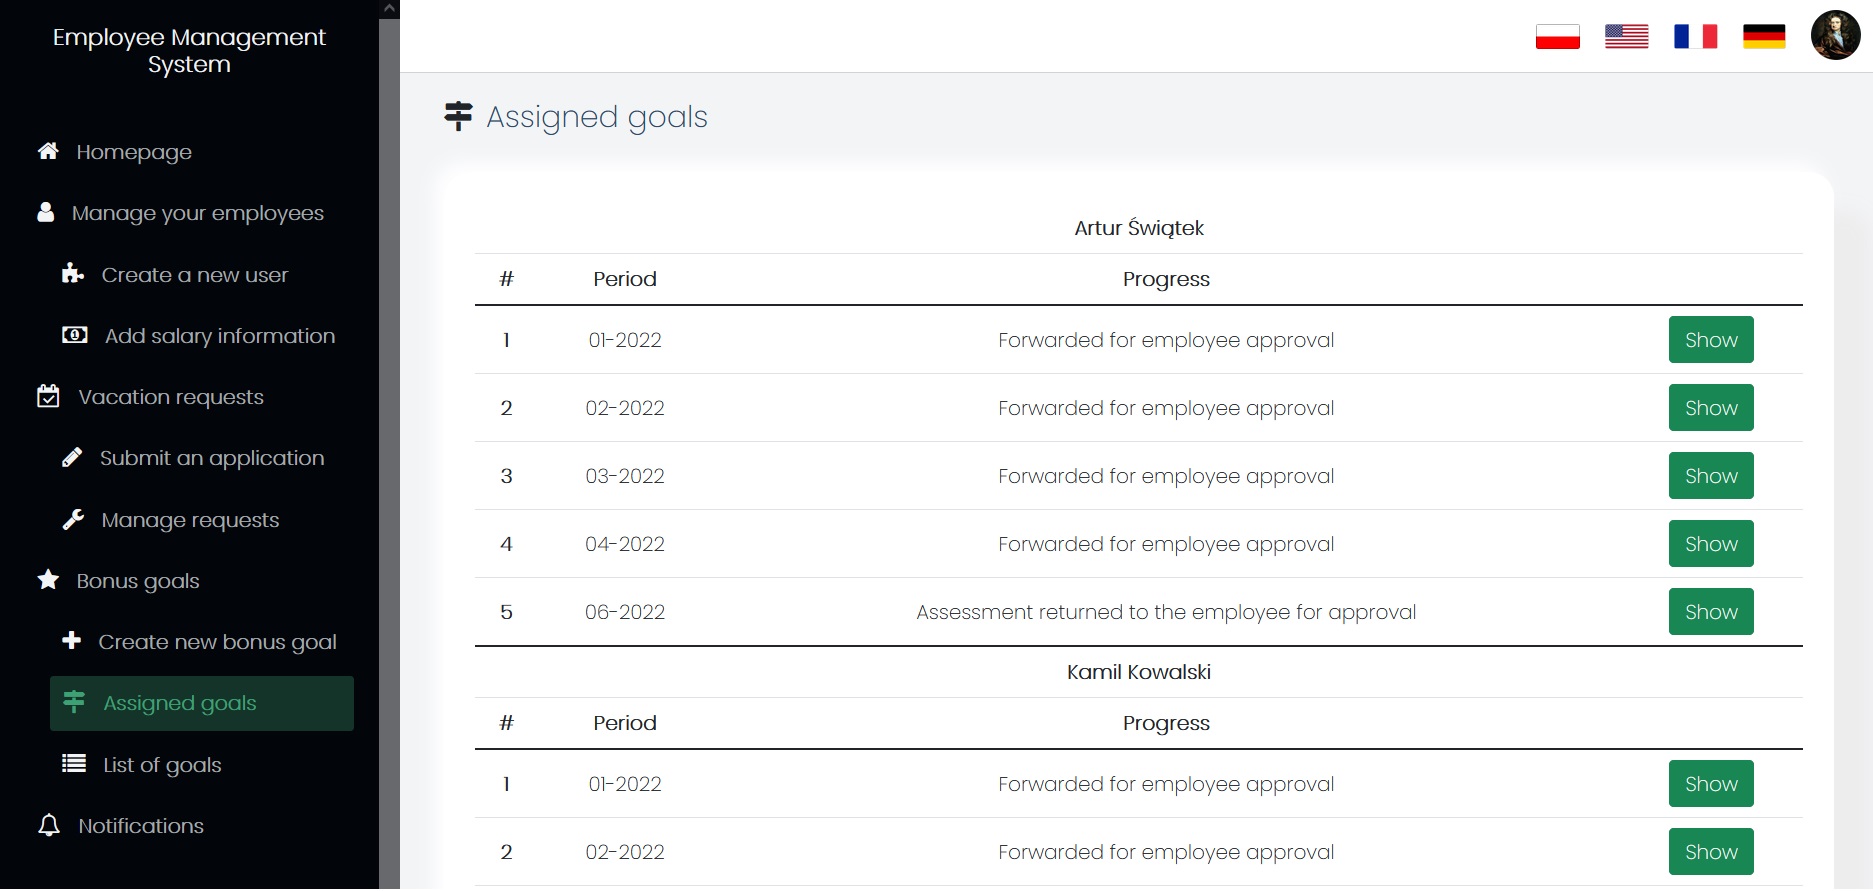 Employee Management
System
Homepage
Manage your employees
Create a new user
Add salary information
Vacation requests
Submit an application
Manage requests
Bonus goals
Create new bonus goal
Assigned goals
List of goals
Notifications
Assigned goals
Artur Świątek
# Period Progress
1 01-2022 Forwarded for employee approval Show
2 02-2022 Forwarded for employee approval Show
3 03-2022 Forwarded for employee approval Show
4 04-2022 Forwarded for employee approval Show
5 06-2022 Assessment returned to the employee for approval Show
Kamil Kowalski
# Period Progress
1 01-2022 Forwarded for employee approval Show
2 02-2022 Forwarded for employee approval Show